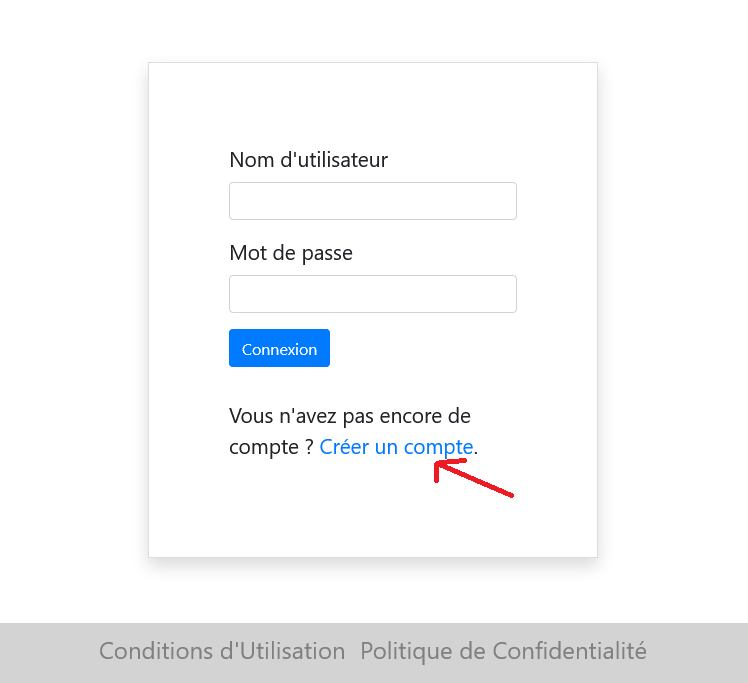 Nom d'utilisateur
Mot de passe
Connexion
Vous n'avez pas encore de
compte ? Créer un compte.
Conditions d'Utilisation Politique de Confidentialité